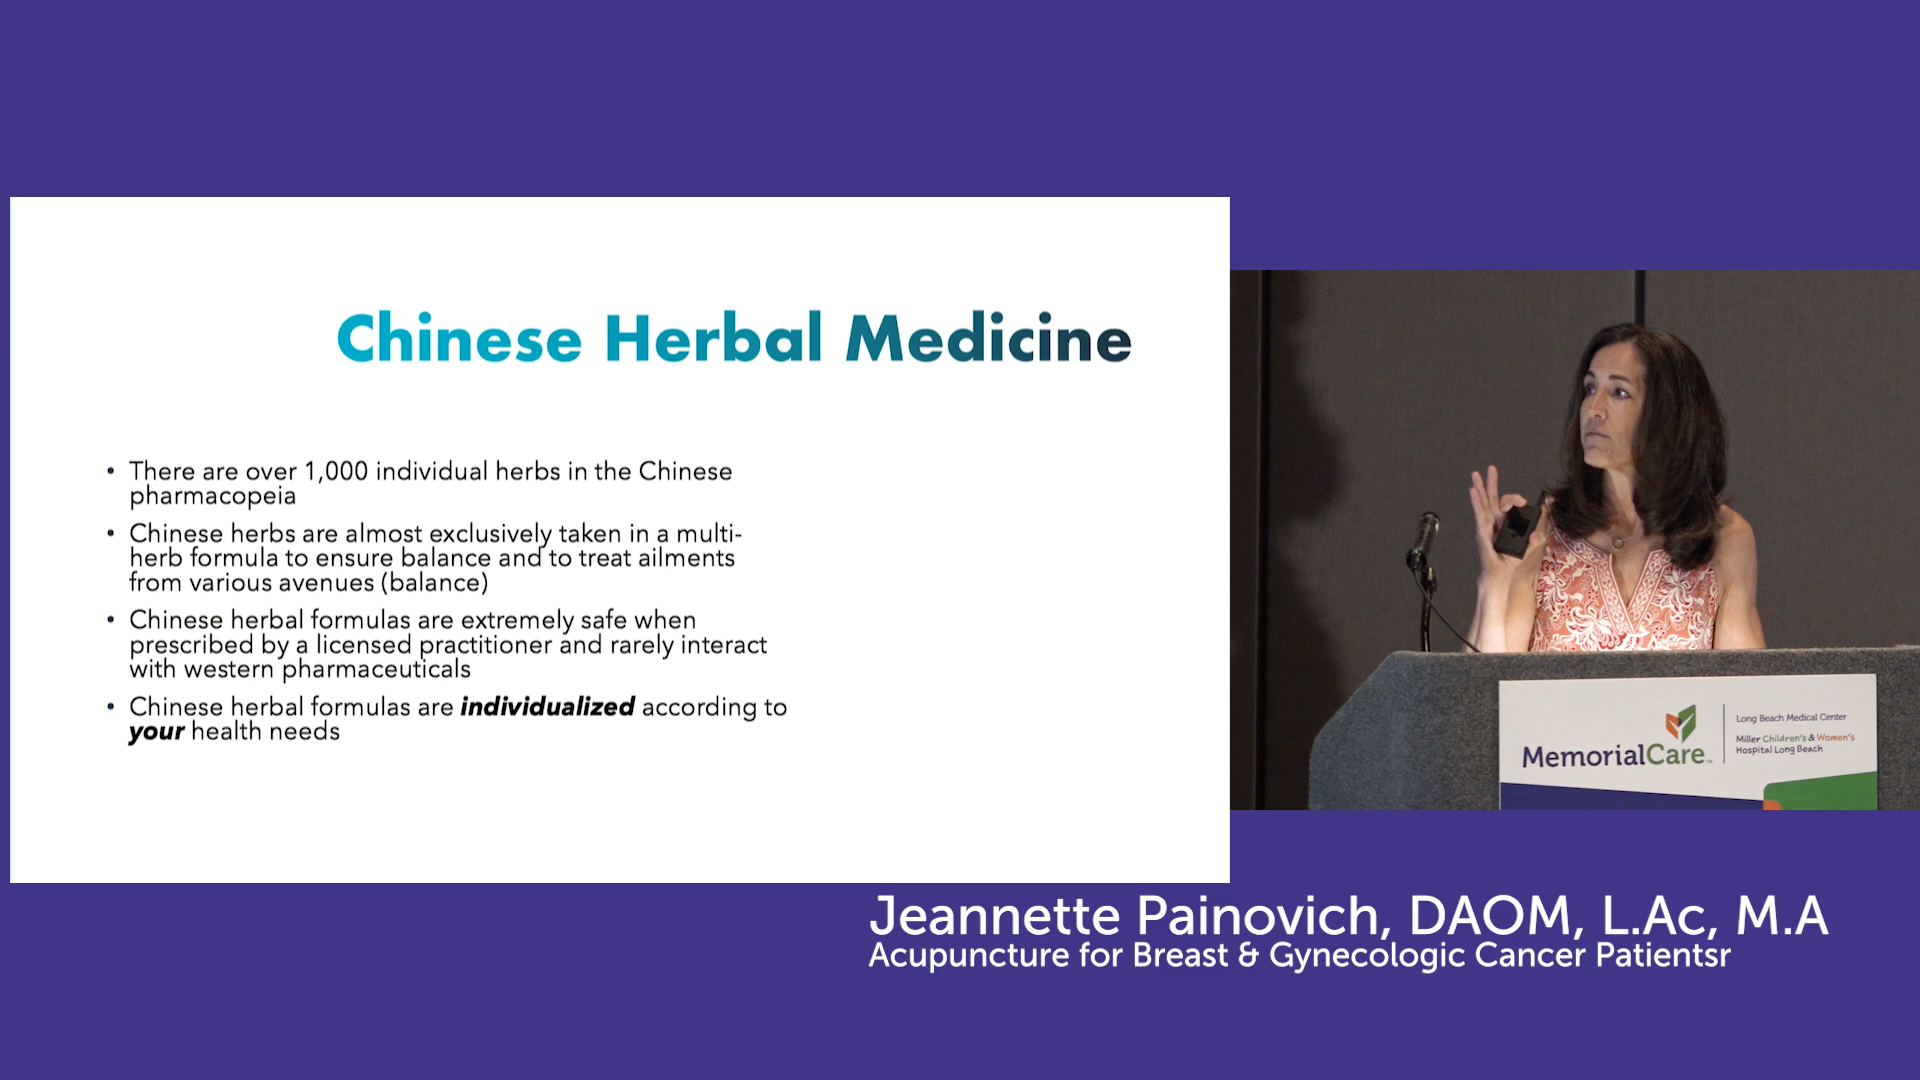 Chinese Herbal Medicine
• There are over 1,000 individual herbs in the Chinese
pharmacopeia
• Chinese herbs are almost exclusively taken in a multi-
herb formula to ensure balance and to treat ailments
from various avenues (balance)
• Chinese herbal formulas are extremely safe when
prescribed by a licensed practitioner and rarely interact
with western pharmaceuticals
• Chinese herbal formulas are individualized according to
your health needs
MemorialCare™
Long Beach Medical Center
Miller Children's & Women's
Hospital Long Beach
Jeannette Painovich, DAOM, L.Ac, M.A
Acupuncture for Breast & Gynecologic Cancer Patientsr